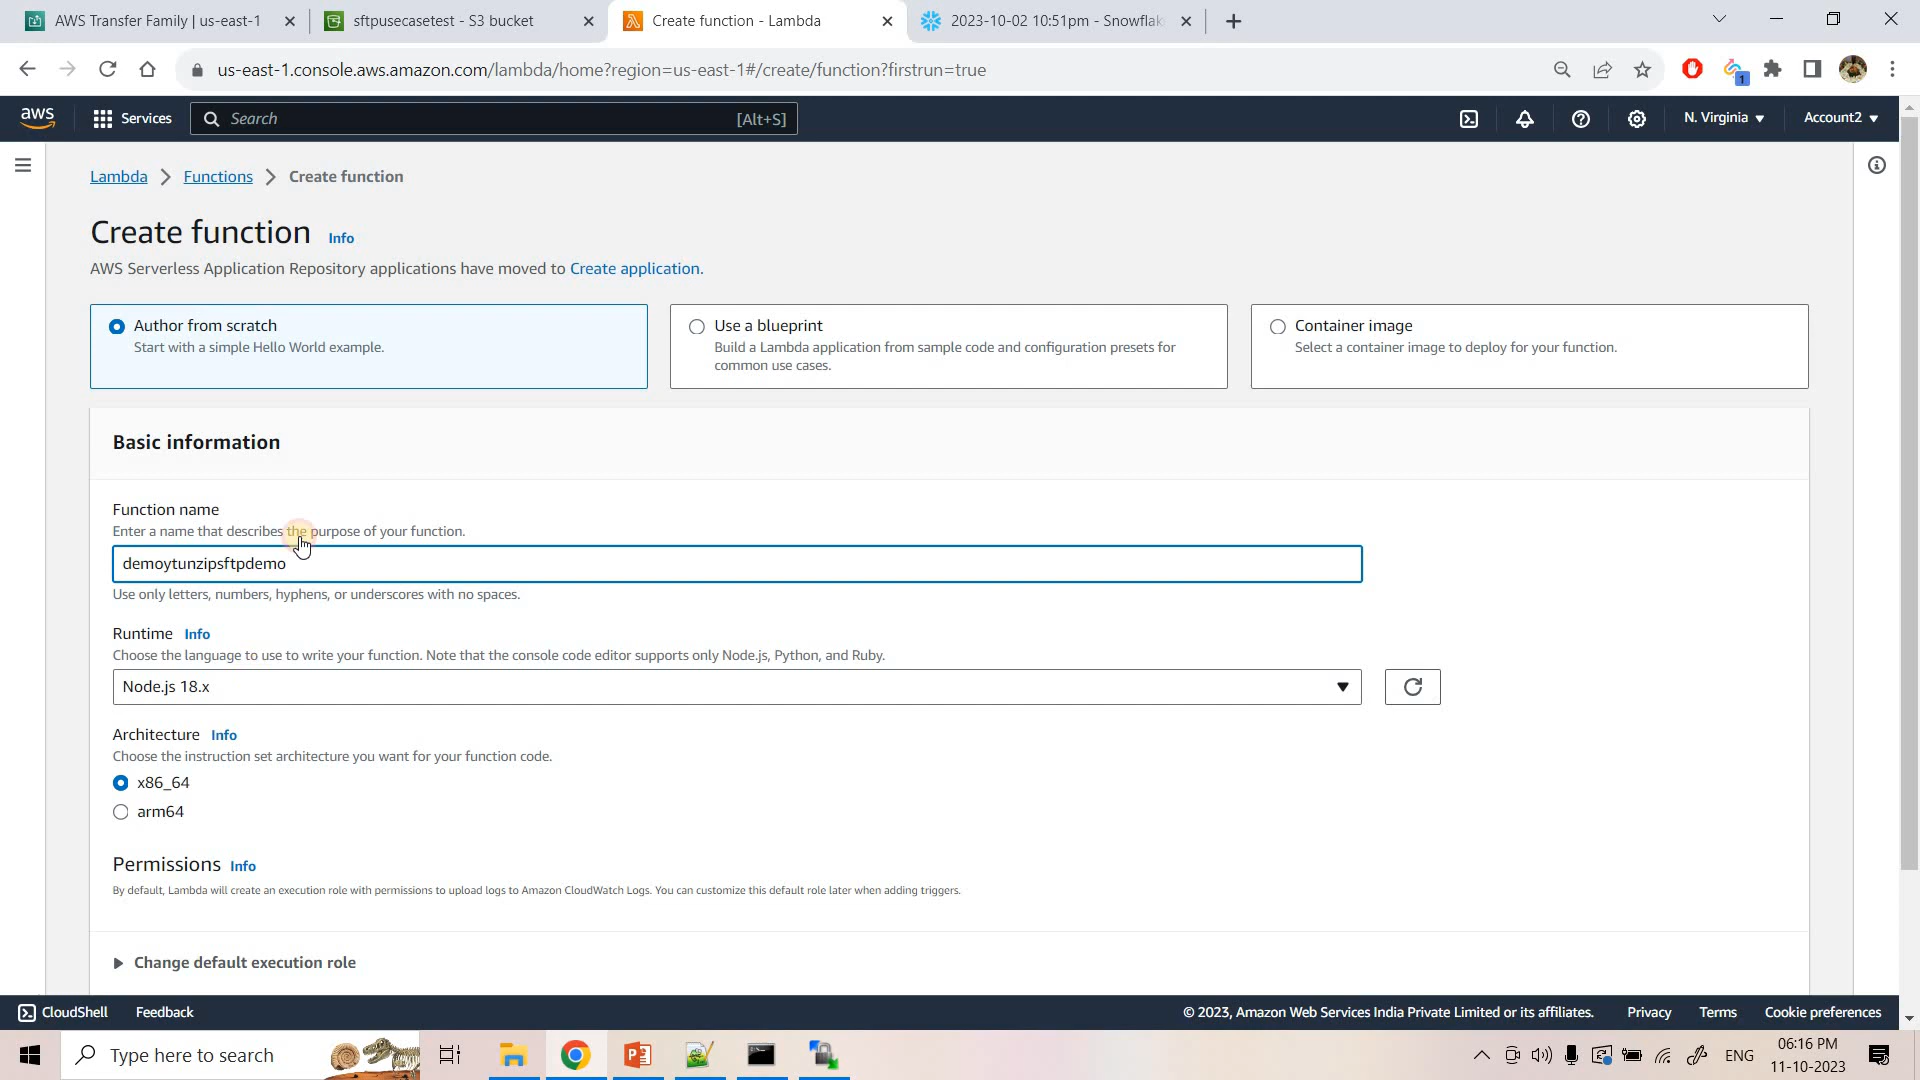 AWS Transfer Family | us-east-1
sftpusecasetest - S3 bucket
Create function - Lambda
2023-10-02 10:51pm - Snowflak
us-east-1.console.aws.amazon.com/lambda/home?region=us-east-1#/create/function?firstrun=true
1
aws
Services
Search
[Alt+S]
N. Virginia
Account2
Lambda
Functions
Create function
Create function
Info
AWS Serverless Application Repository applications have moved to Create application.
Author from scratch
Start with a simple Hello World example.
Use a blueprint
Build a Lambda application from sample code and configuration presets for
common use cases.
Container image
Select a container image to deploy for your function.
Basic information
Function name
Enter a name that describes the purpose of your function.
demoytunzipsftpdemo
Use only letters, numbers, hyphens, or underscores with no spaces.
Runtime Info
Choose the language to use to write your function. Note that the console code editor supports only Node.js, Python, and Ruby.
Node.js 18.x
Architecture Info
Choose the instruction set architecture you want for your function code.
x86_64
arm64
Permissions Info
By default, Lambda will create an execution role with permissions to upload logs to Amazon CloudWatch Logs. You can customize this default role later when adding triggers.
Change default execution role
CloudShell
Feedback
© 2023, Amazon Web Services India Private Limited or its affiliates.
Privacy
Terms
Cookie preferences
Type here to search
ENG
06:16 PM
11-10-2023